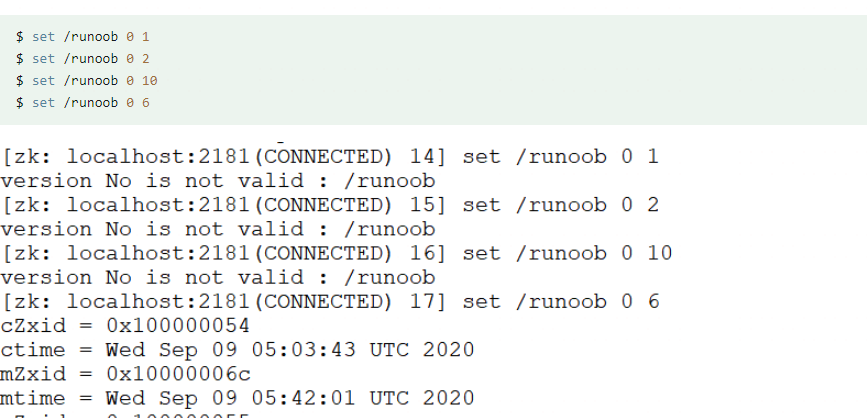 $ set /runoob 0 1
$ set /runoob 0 2
$ set /runoob 0 10
$ set /runoob 0 6
[zk: localhost:2181(CONNECTED) 14] set /runoob 0 1
version No is not valid : /runoob
[zk: localhost:2181(CONNECTED) 15] set /runoob 0 2
version No is not valid : /runoob
[zk: localhost:2181(CONNECTED) 16] set /runoob 0 10
version No is not valid : /runoob
[zk: localhost:2181(CONNECTED) 17] set /runoob 0 6
cZxid = 0x100000054
ctime = Wed Sep 09 05:03:43 UTC 2020
mZxid = 0x10000006c
mtime = Wed Sep 09 05:42:01 UTC 2020